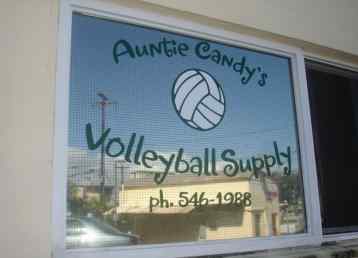 Auntie Candy's
Volleyball Supply
ph. 546-1988